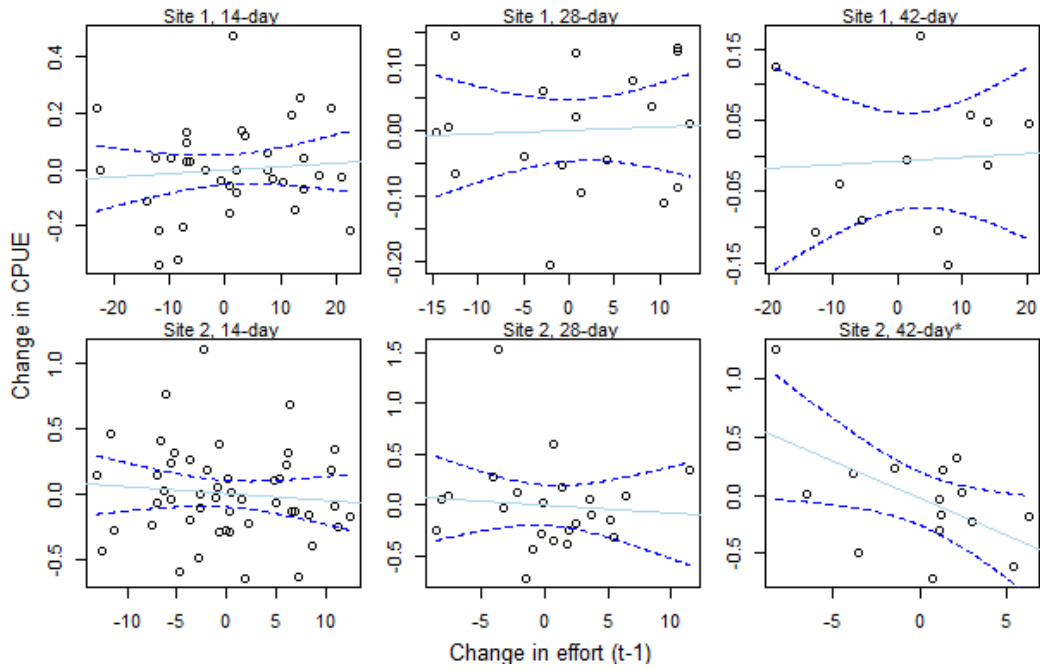 Site 1, 14-day
Site 1, 28-day
Site 1, 42-day
0.4
0.2
0.0
-0.2
0.15
0.05
0.00
-0.10
-0.20
0.15
0.05
-0.05
-0.15
-20 -10 0 10 20
-15 -10 -5 0 5 10
-20 -10 0 10 20
Change in CPUE
Site 2, 14-day
Site 2, 28-day
Site 2, 42-day*
1.0
0.5
0.0
-0.5
1.5
1.0
0.5
0.0
-0.5
1.0
0.5
0.0
-0.5
-10 -5 0 5 10
-5 0 5 10
-5 0 5
Change in effort (t-1)